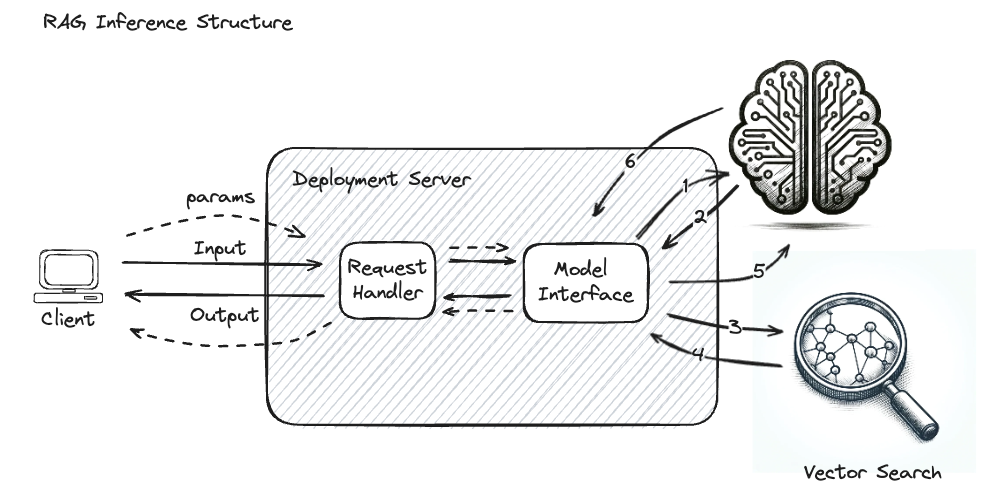 RAG Inference Structure
Deployment Server
params
Input
Output
Client
Request
Handler
Model
Interface
6
1
2
5
3
4
Vector Search